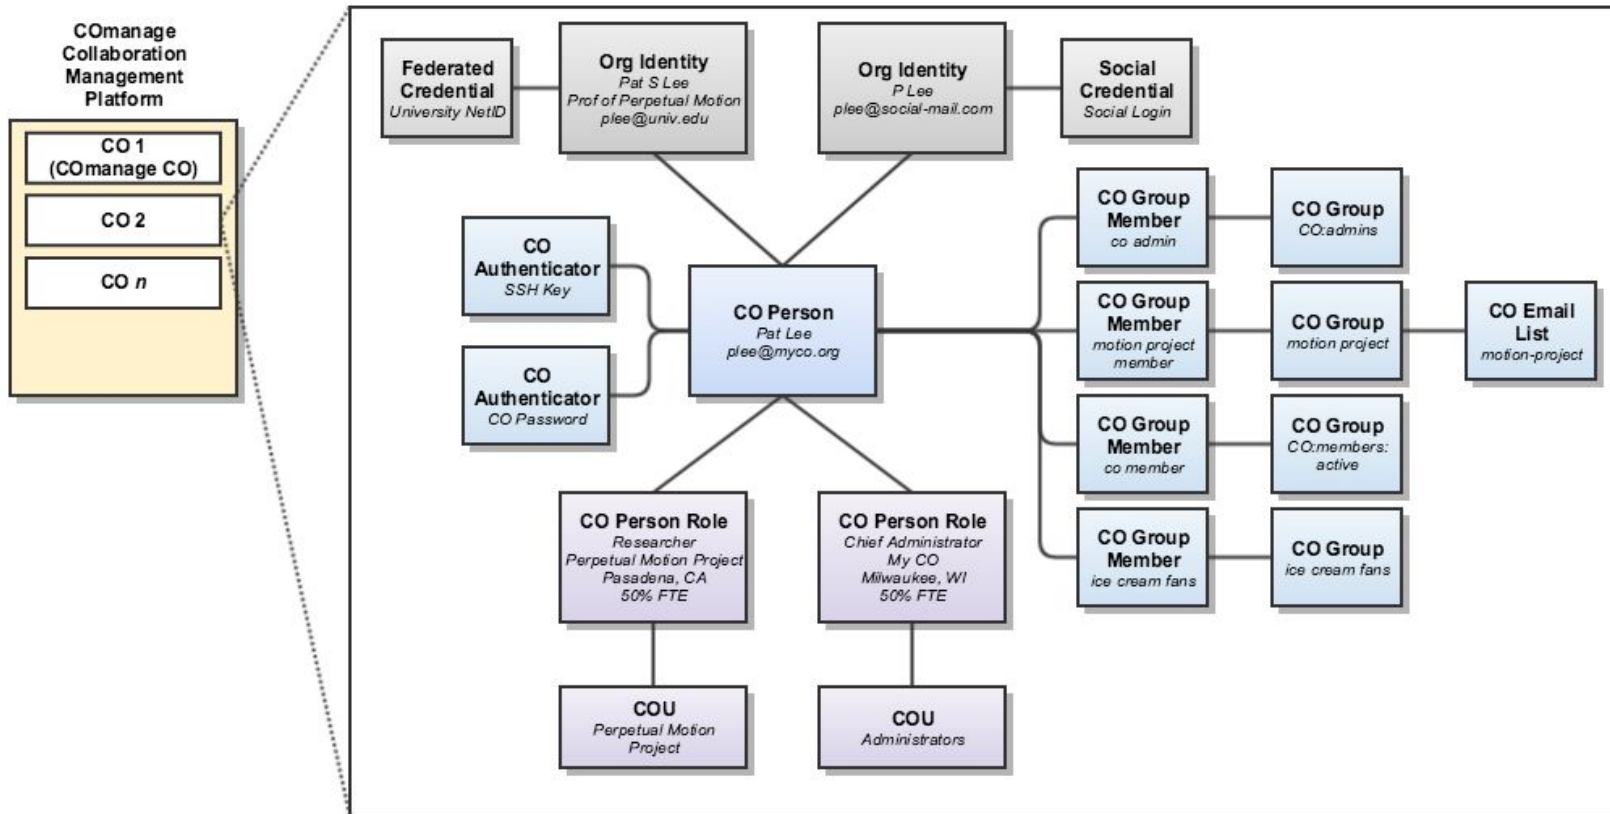 COmanage
Collaboration
Management
Platform
CO 1
(COmanage CO)
CO 2
CO n
Federated
Credential
University NetID
Org Identity
Pat S Lee
Prof of Perpetual Motion
plee@univ.edu
Org Identity
P Lee
plee@social-mail.com
Social
Credential
Social Login
CO
Authenticator
SSH Key
CO
Authenticator
CO Password
CO Person
Pat Lee
plee@myco.org
CO Group
Member
co admin
CO Group
CO:admins
CO Group
Member
motion project
member
CO Group
motion project
CO Email
List
motion-project
CO Group
Member
co member
CO Group
CO:members:
active
CO Group
Member
ice cream fans
CO Group
ice cream fans
CO Person Role
Researcher
Perpetual Motion Project
Pasadena, CA
50% FTE
CO Person Role
Chief Administrator
My CO
Milwaukee, WI
50% FTE
COU
Perpetual Motion
Project
COU
Administrators